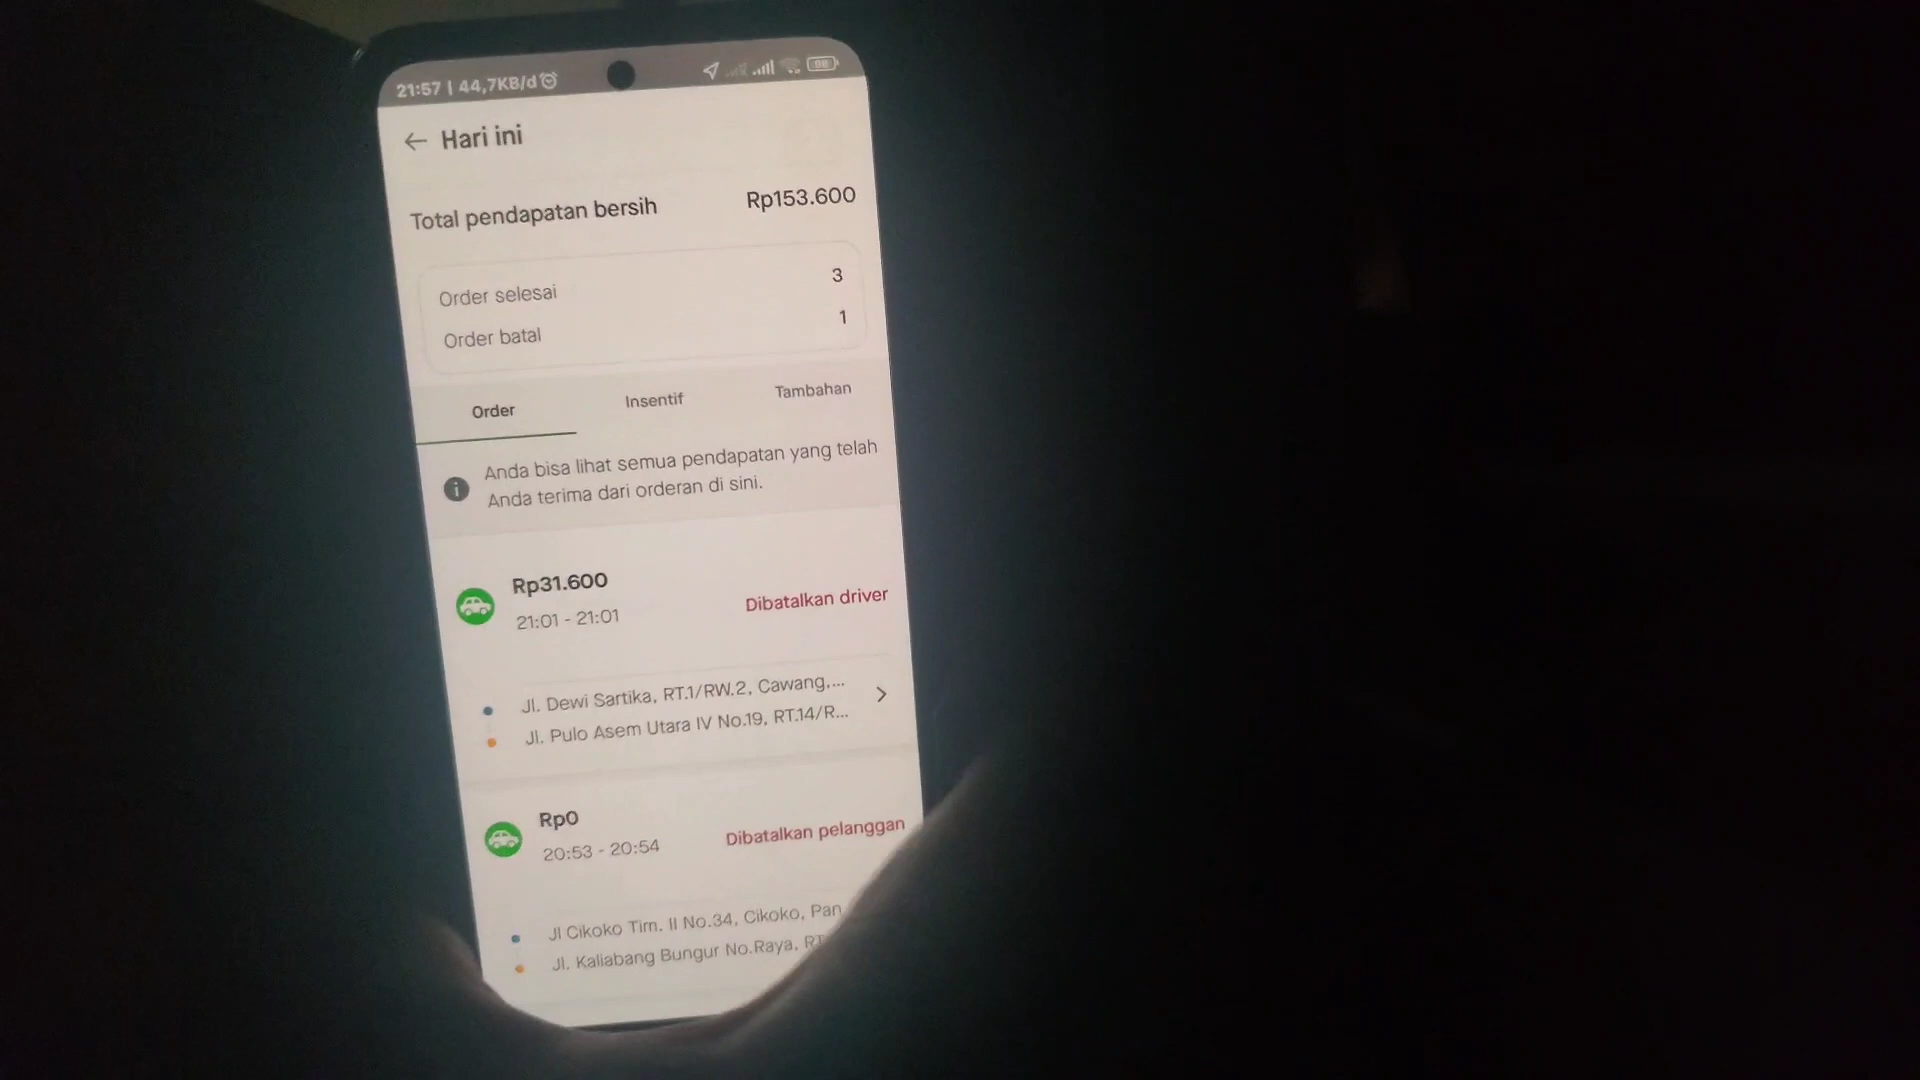 21:57 | 44,7KB/d
98
Hari ini
Total pendapatan bersih Rp153.600
Order selesai 3
Order batal 1
Order Insentif Tambahan
Anda bisa lihat semua pendapatan yang telah
Anda terima dari orderan di sini.
Rp31.600
21:01 - 21:01 Dibatalkan driver
Jl. Dewi Sartika, RT.1/RW.2, Cawang,...
Jl. Pulo Asem Utara IV No.19, RT.14/R...
Rp0
20:53 - 20:54 Dibatalkan pelanggan
Jl Cikoko Tim. II No.34, Cikoko, Pan
Jl. Kaliabang Bungur No.Raya, RT